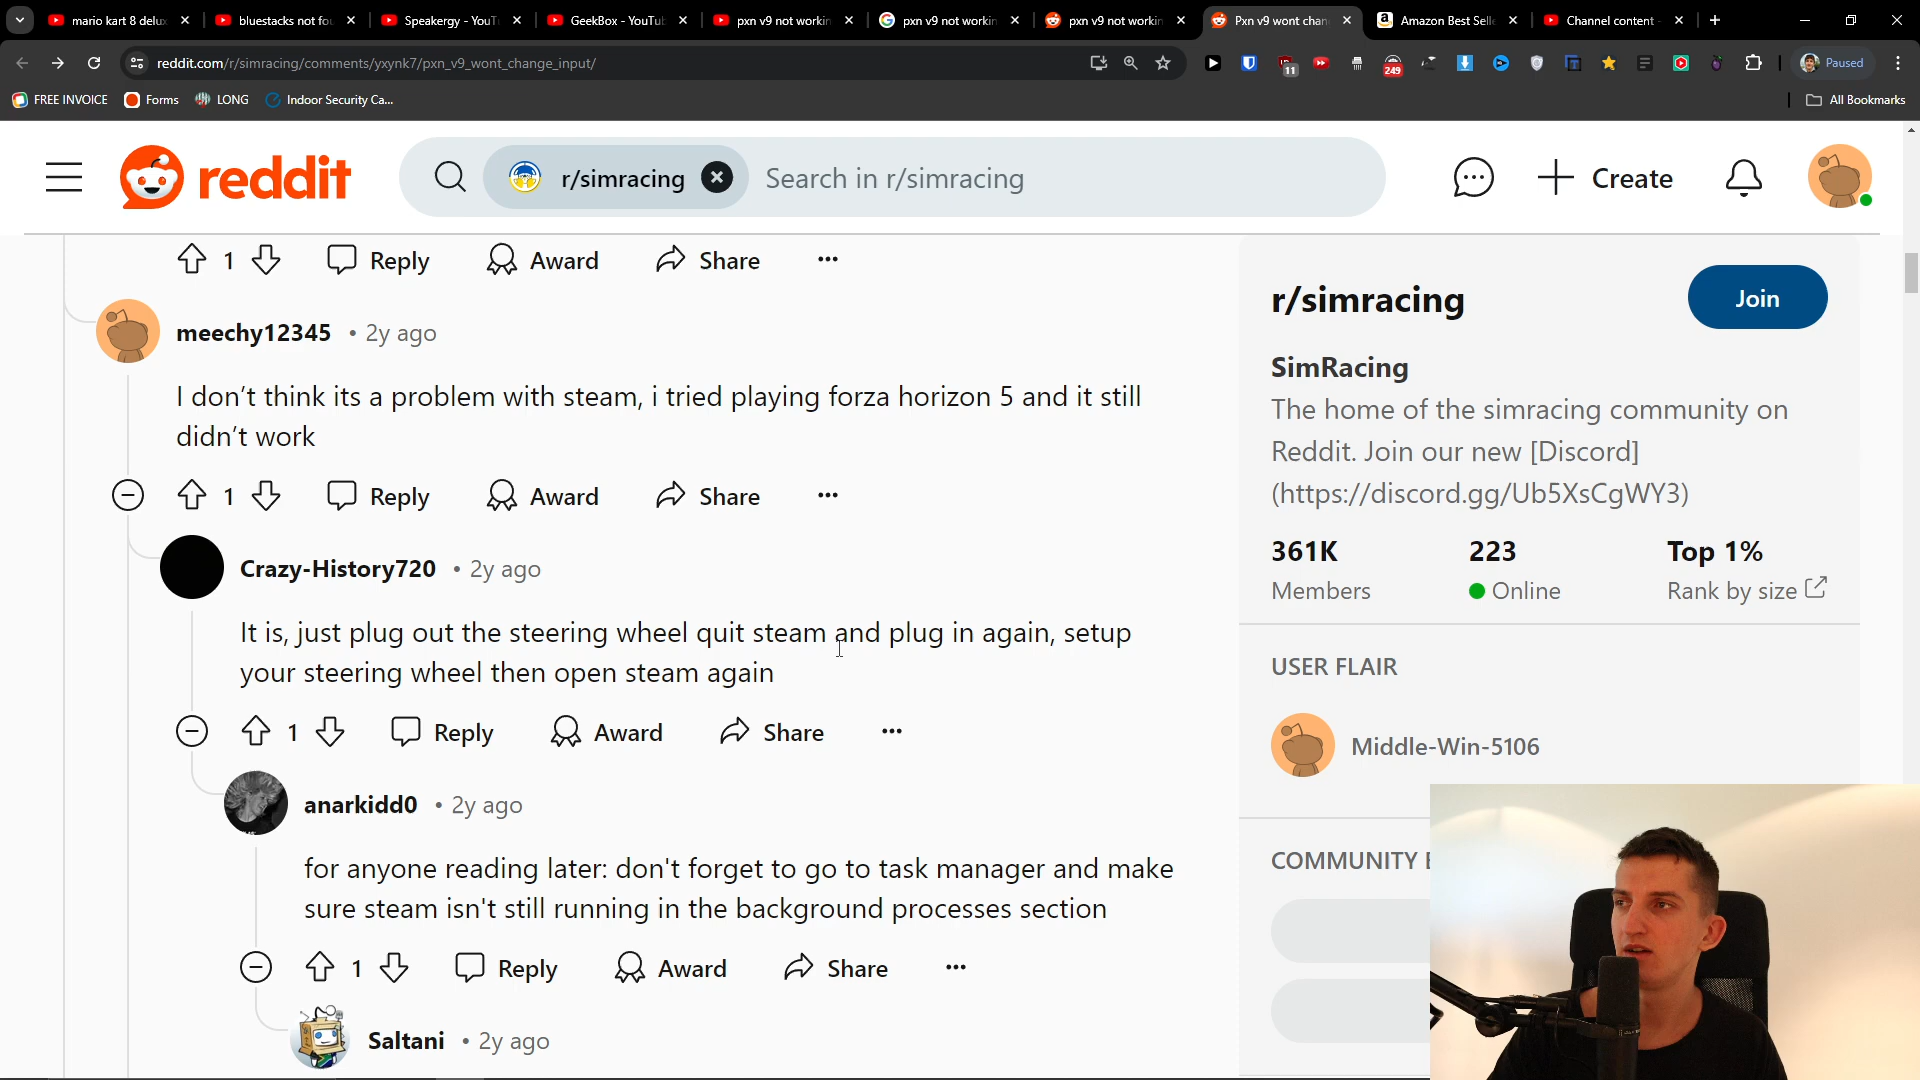 mario kart 8 delux
bluestacks not fou
Speakergy - YouT
GeekBox - YouTub
pxn v9 not workin
pxn v9 not workin
pxn v9 not workin
Pxn v9 wont chan
Amazon Best Selle
Channel content -
reddit.com/r/simracing/comments/yxynk7/pxn_v9_wont_change_input/
11
249
Paused
FREE INVOICE
Forms
LONG
Indoor Security Ca...
All Bookmarks
reddit
r/simracing
Search in r/simracing
Create
1
Reply
Award
Share
meechy12345 • 2y ago
I don't think its a problem with steam, i tried playing forza horizon 5 and it still
didn't work
1
Reply
Award
Share
Crazy-History720 • 2y ago
It is, just plug out the steering wheel quit steam and plug in again, setup
your steering wheel then open steam again
1
Reply
Award
Share
anarkidd0 • 2y ago
for anyone reading later: don't forget to go to task manager and make
sure steam isn't still running in the background processes section
1
Reply
Award
Share
Saltani • 2y ago
r/simracing
Join
SimRacing
The home of the simracing community on
Reddit. Join our new [Discord]
(https://discord.gg/Ub5XsCgWY3)
361K
223
Top 1%
Members
Online
Rank by size
USER FLAIR
Middle-Win-5106
COMMUNITY